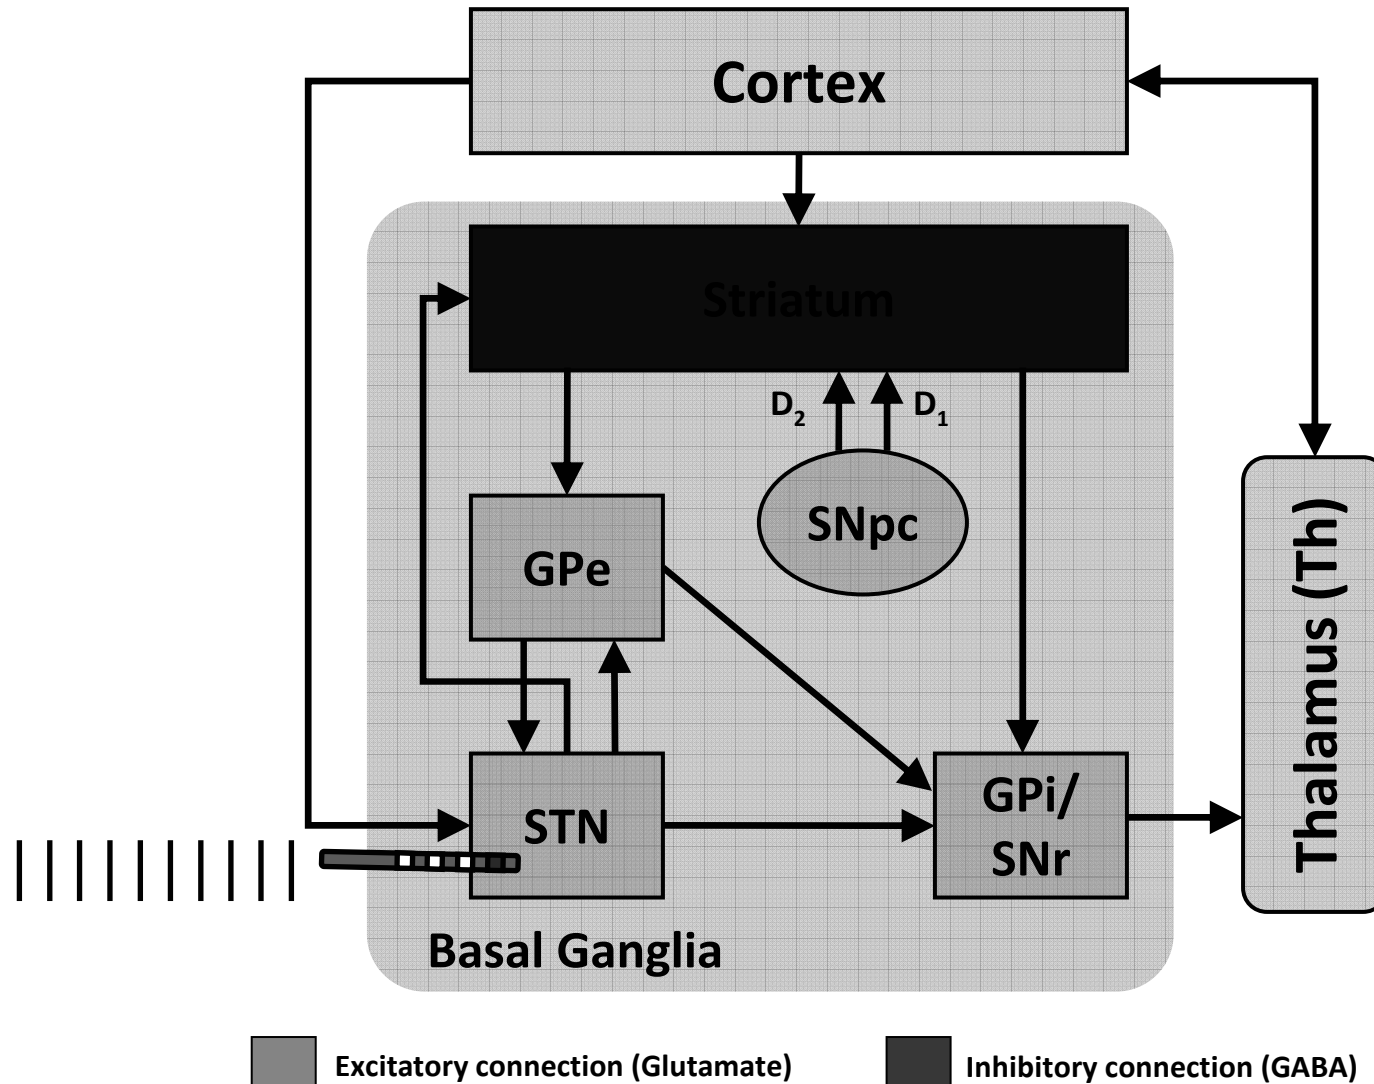 Cortex
Striatum
D2
D1
SNpc
GPe
STN
GPi/
SNr
Thalamus (Th)
Basal Ganglia
Excitatory connection (Glutamate)
Inhibitory connection (GABA)